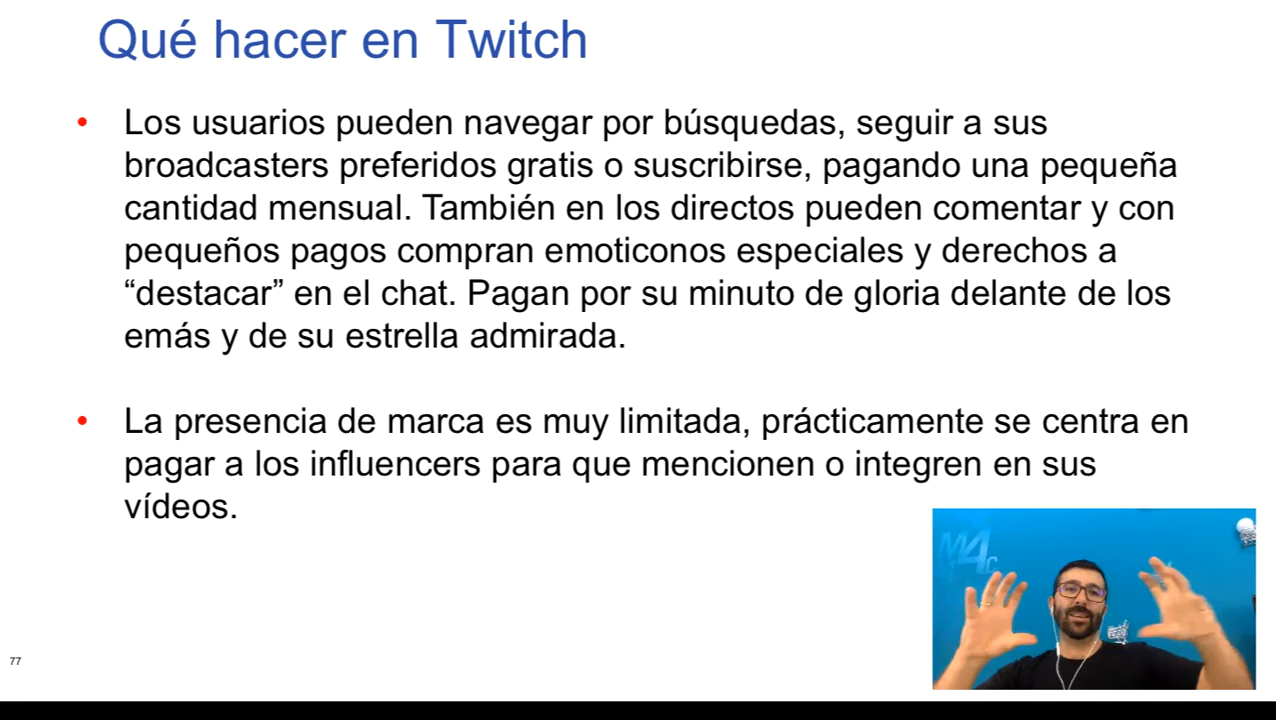 Qué hacer en Twitch
• Los usuarios pueden navegar por búsquedas, seguir a sus
broadcasters preferidos gratis o suscribirse, pagando una pequeña
cantidad mensual. También en los directos pueden comentar y con
pequeños pagos compran emoticonos especiales y derechos a
“destacar” en el chat. Pagan por su minuto de gloria delante de los
emás y de su estrella admirada.
• La presencia de marca es muy limitada, prácticamente se centra en
pagar a los influencers para que mencionen o integren en sus
vídeos.
M4c
77